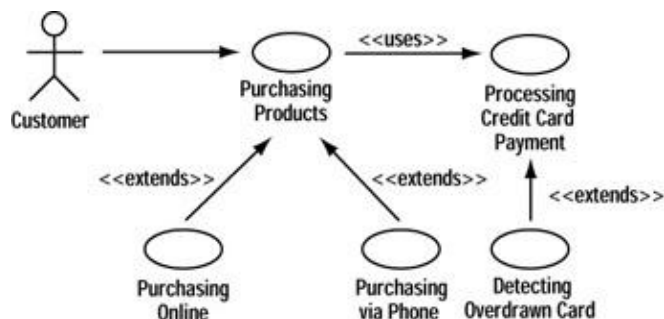 <<uses>>
Customer
Purchasing
Products
Processing
Credit Card
Payment
<<extends>>
<<extends>>
<<extends>>
Purchasing
Online
Purchasing
via Phone
Detecting
Overdrawn Card